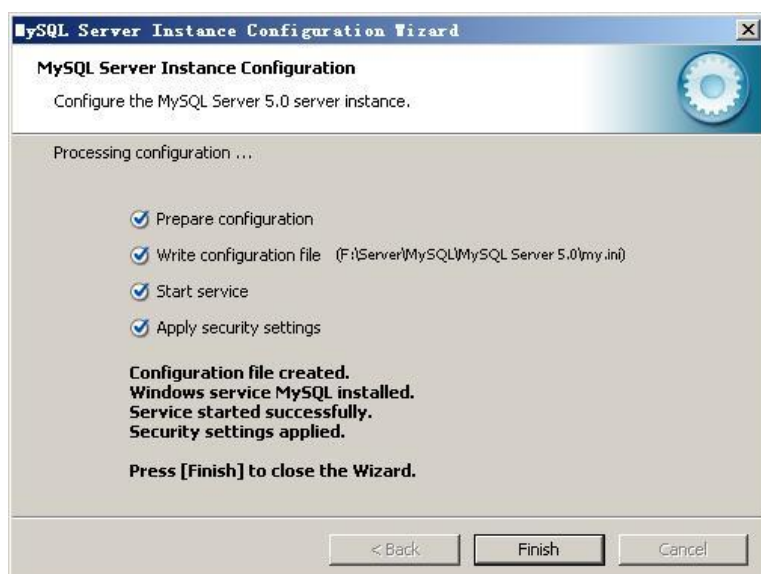 MySQL Server Instance Configuration Wizard
MySQL Server Instance Configuration
Configure the MySQL Server 5.0 server instance.
Processing configuration ...
Prepare configuration
Write configuration file (F:\Server\MySQL\MySQL Server 5.0\my.ini)
Start service
Apply security settings
Configuration file created.
Windows service MySQL installed.
Service started successfully.
Security settings applied.
Press [Finish] to close the Wizard.
< Back Finish Cancel